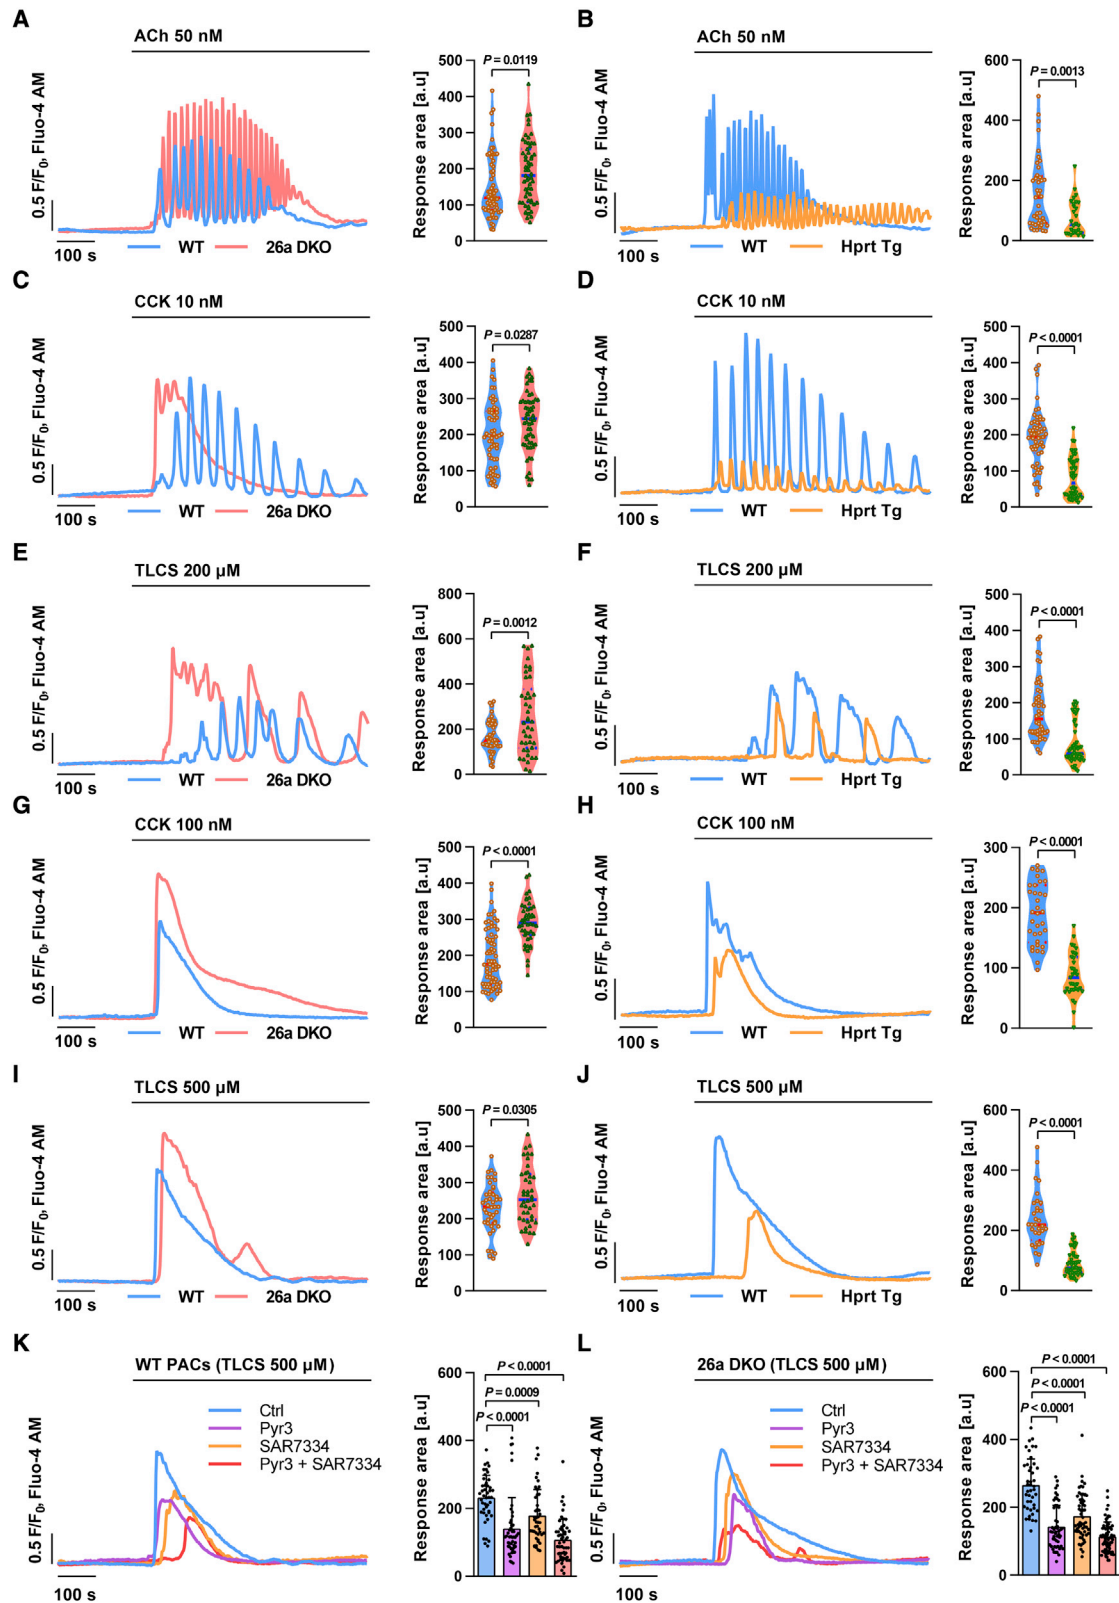 A
ACh 50 nM
0.5 F/F0, Fluo-4 AM
100 s
WT
26a DKO
Response area [a.u]
500
400
300
200
100
0
P = 0.0119
B
ACh 50 nM
0.5 F/F0, Fluo-4 AM
100 s
WT
Hprt Tg
Response area [a.u]
600
400
200
0
P = 0.0013
C
CCK 10 nM
0.5 F/F0, Fluo-4 AM
100 s
WT
26a DKO
Response area [a.u]
500
400
300
200
100
0
P = 0.0287
D
CCK 10 nM
0.5 F/F0, Fluo-4 AM
100 s
WT
Hprt Tg
Response area [a.u]
500
400
300
200
100
0
P < 0.0001
E
TLCS 200 µM
0.5 F/F0, Fluo-4 AM
100 s
WT
26a DKO
Response area [a.u]
800
600
400
200
0
P = 0.0012
F
TLCS 200 µM
0.5 F/F0, Fluo-4 AM
100 s
WT
Hprt Tg
Response area [a.u]
500
400
300
200
100
0
P < 0.0001
G
CCK 100 nM
0.5 F/F0, Fluo-4 AM
100 s
WT
26a DKO
Response area [a.u]
500
400
300
200
100
0
P < 0.0001
H
CCK 100 nM
0.5 F/F0, Fluo-4 AM
100 s
WT
Hprt Tg
Response area [a.u]
300
200
100
0
P < 0.0001
I
TLCS 500 µM
0.5 F/F0, Fluo-4 AM
100 s
WT
26a DKO
Response area [a.u]
500
400
300
200
100
0
P = 0.0305
J
TLCS 500 µM
0.5 F/F0, Fluo-4 AM
100 s
WT
Hprt Tg
Response area [a.u]
600
400
200
0
P < 0.0001
K
WT PACs (TLCS 500 µM)
Ctrl
Pyr3
SAR7334
Pyr3 + SAR7334
0.5 F/F0, Fluo-4 AM
100 s
Response area [a.u]
600
400
200
0
P < 0.0001
P = 0.0009
P < 0.0001
L
26a DKO (TLCS 500 µM)
Ctrl
Pyr3
SAR7334
Pyr3 + SAR7334
0.5 F/F0, Fluo-4 AM
100 s
Response area [a.u]
600
400
200
0
P < 0.0001
P < 0.0001
P < 0.0001